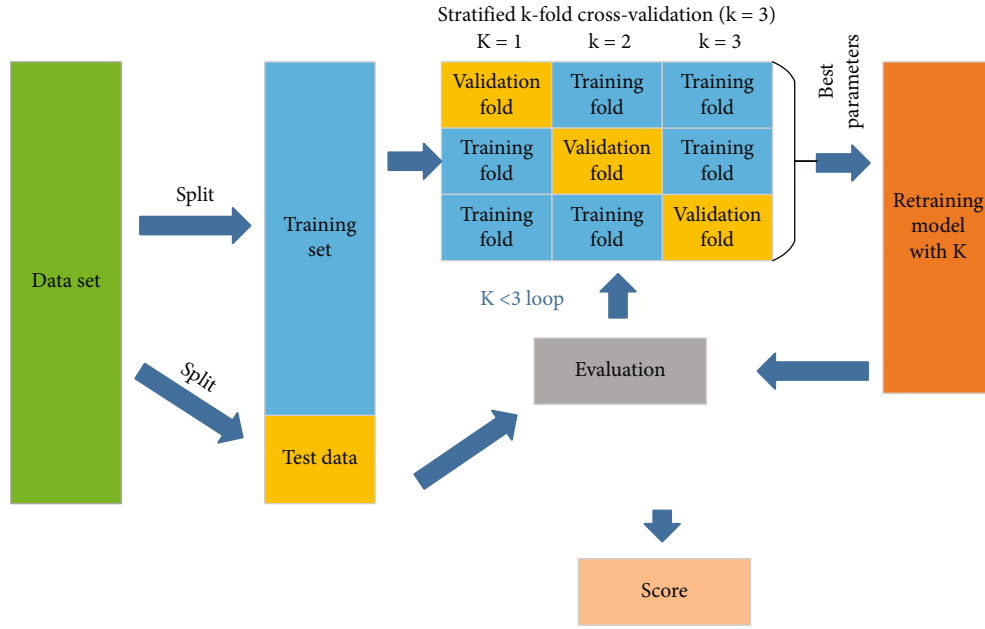 Stratified k-fold cross-validation (k = 3)
K = 1
k = 2
k = 3
Validation
fold
Training
fold
Training
fold
Training
fold
Validation
fold
Training
fold
Training
fold
Training
fold
Validation
fold
Best
parameters
Split
Training
set
Retraining
model
with K
Data set
K <3 loop
Split
Evaluation
Test data
Score